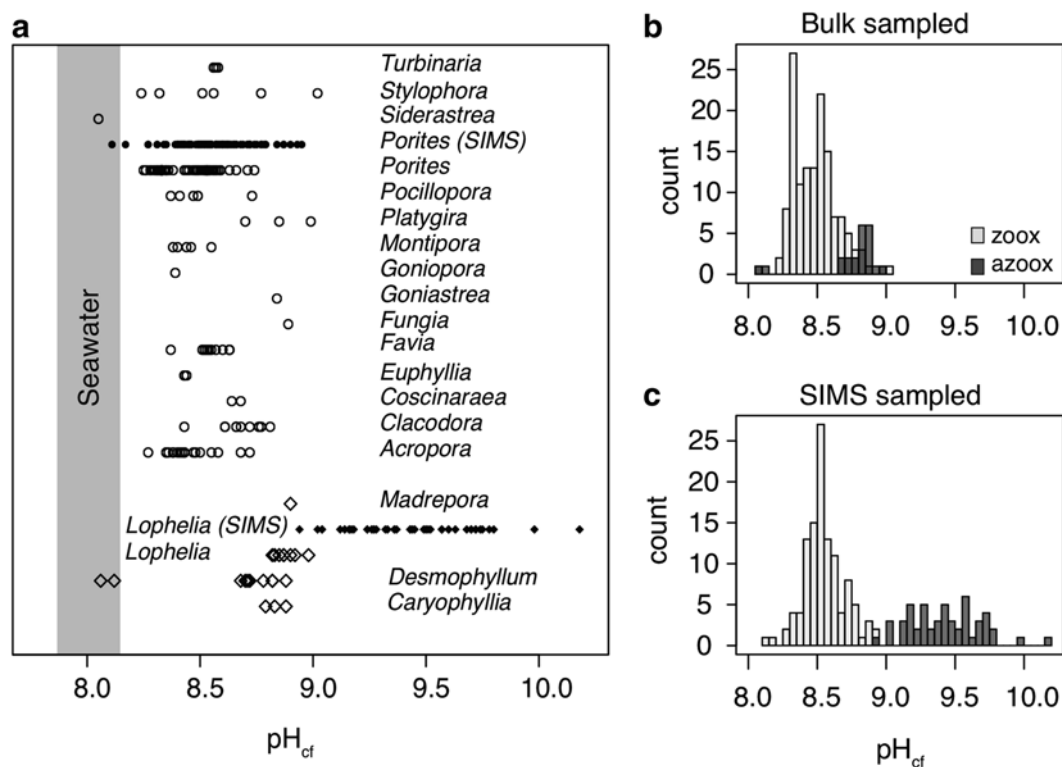 a
Seawater
Turbinaria
Stylophora
Siderastrea
Porites (SIMS)
Porites
Pocillopora
Platygira
Montipora
Goniopora
Goniastrea
Fungia
Favia
Euphyllia
Coscinaraea
Clacodora
Acropora
Madrepora
Lophelia (SIMS)
Lophelia
Desmophyllum
Caryophyllia
8.0 8.5 9.0 9.5 10.0
pHcf
b
Bulk sampled
count
25
20
15
10
5
0
zoox
azoox
8.0 8.5 9.0 9.5 10.0
c
SIMS sampled
count
25
20
15
10
5
0
8.0 8.5 9.0 9.5 10.0
pHcf